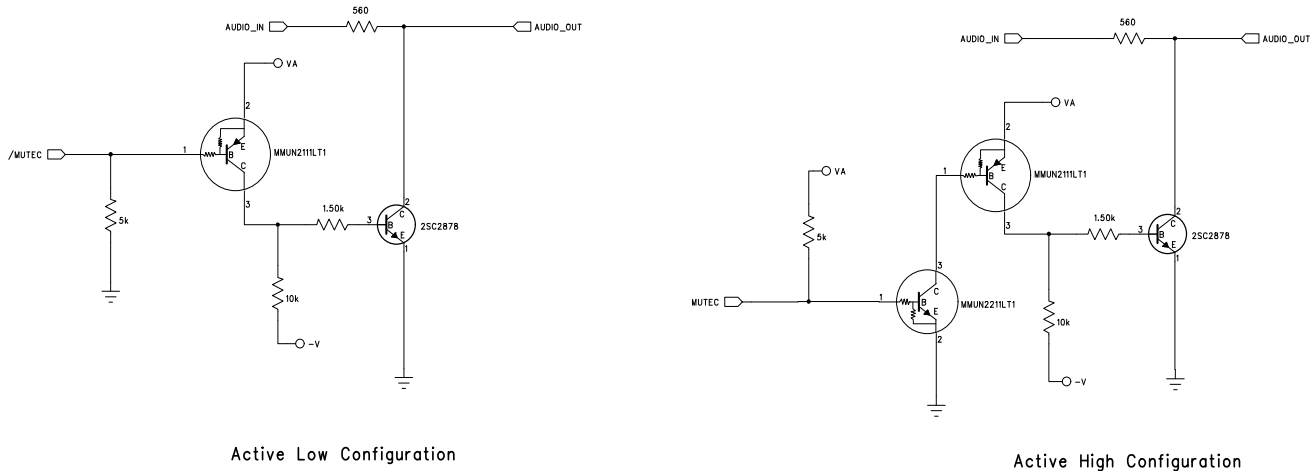 560
AUDIO_IN
AUDIO_OUT
VA
2
E
B
C
/MUTEC
1
MMUN2111LT1
3
5k
1.50k
3
2
C
B
E
1
2SC2878
10k
-V
Active Low Configuration
560
AUDIO_IN
AUDIO_OUT
VA
2
E
B
C
1
MMUN2111LT1
3
VA
5k
1.50k
3
2
C
B
E
1
2SC2878
MUTEC
1
3
C
B
E
2
MMUN2211LT1
10k
-V
Active High Configuration